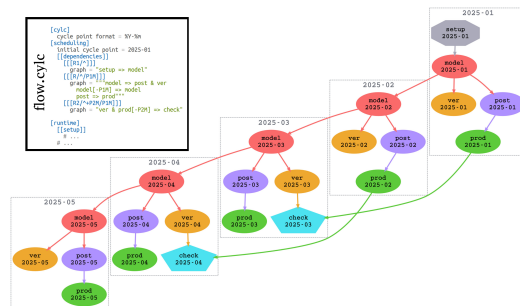 flow.cylc
[cylc]
cycle point format = %Y-%m
[scheduling]
initial cycle point = 2025-01
[[dependencies]]
[[[R1/^]]]
graph = "setup => model"
[[[R/^/P1M]]]
graph = """model => post & ver
model[-P1M] => model
post => prod"""
[[[R2/^+P2M/P1M]]]
graph = "ver & prod[-P2M] => check"
[runtime]
[[setup]]
# ...
# ...
2025-01
setup
2025-01
model
2025-01
ver
2025-01
post
2025-01
prod
2025-01
2025-02
model
2025-02
ver
2025-02
post
2025-02
prod
2025-02
2025-03
model
2025-03
post
2025-03
ver
2025-03
prod
2025-03
check
2025-03
2025-04
model
2025-04
post
2025-04
ver
2025-04
prod
2025-04
check
2025-04
2025-05
model
2025-05
ver
2025-05
post
2025-05
prod
2025-05